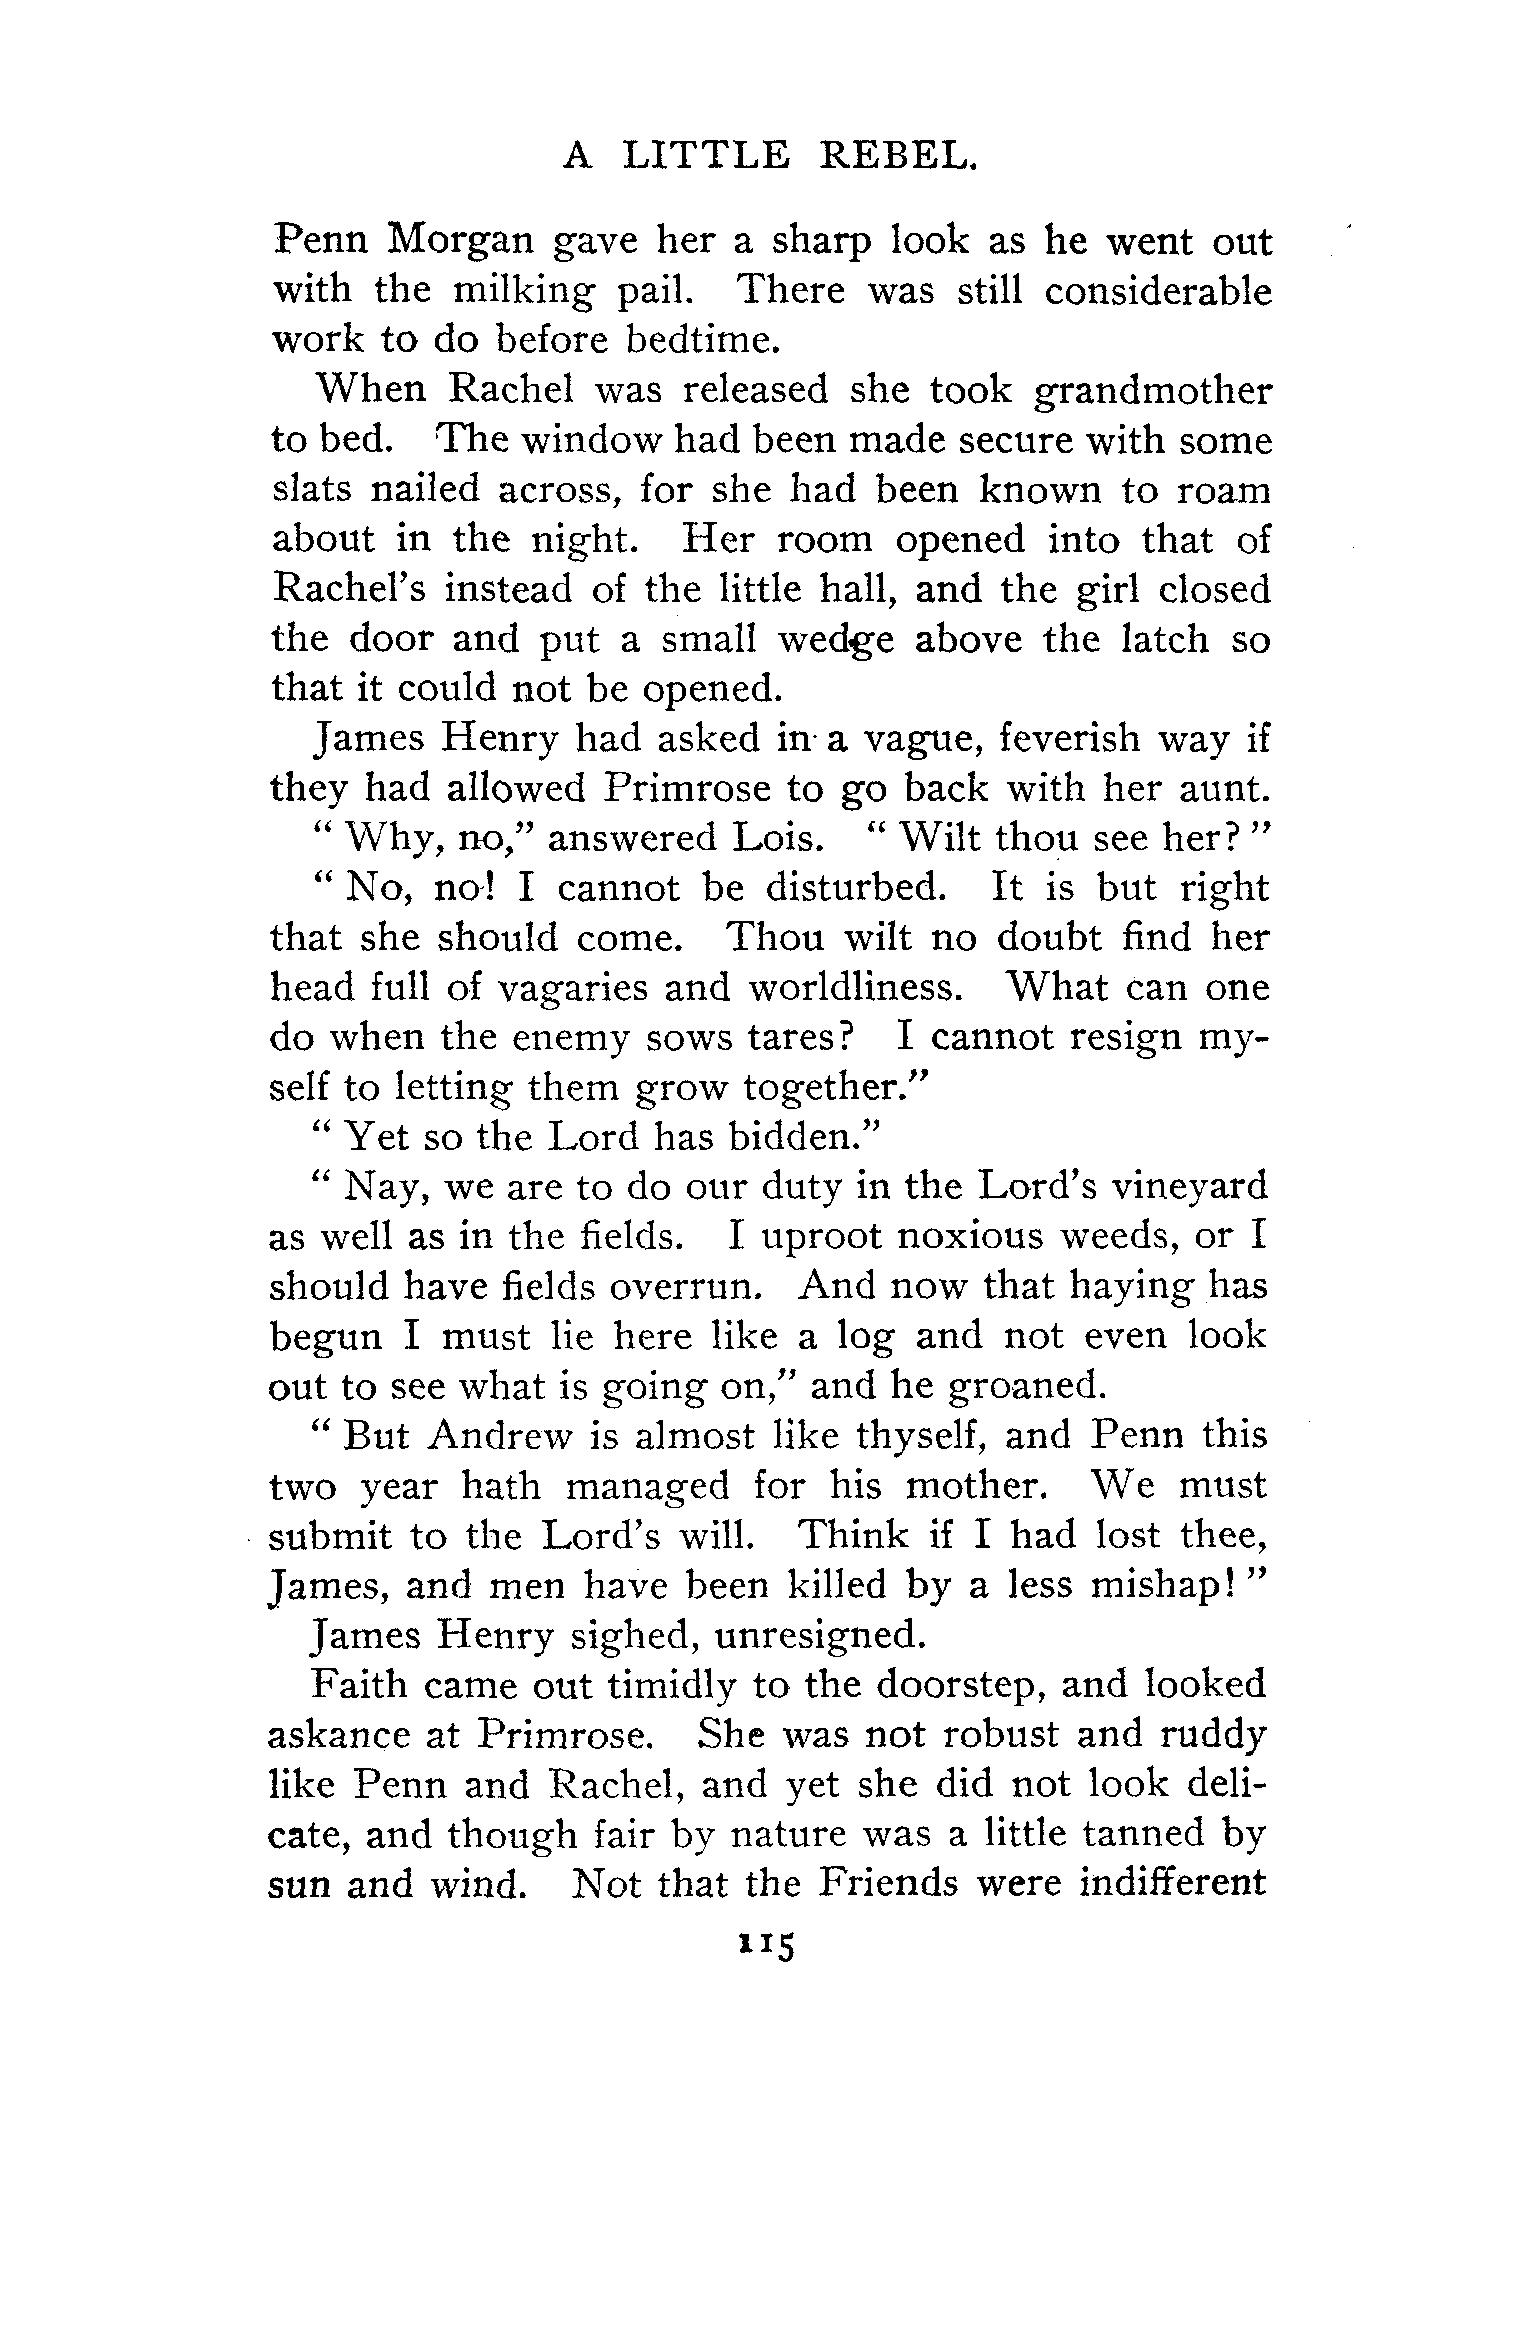 A LITTLE REBEL.
Penn Morgan gave her a sharp look as he went out
with the milking pail. There was still considerable
work to do before bedtime.
When Rachel was released she took grandmother
to bed. The window had been made secure with some
slats nailed across, for she had been known to roam
about in the night. Her room opened into that of
Rachel's instead of the little hall, and the girl closed
the door and put a small wedge above the latch so
that it could not be opened.
James Henry had asked in a vague, feverish way if
they had allowed Primrose to go back with her aunt.
“ Why, no,” answered Lois. “ Wilt thou see her? ”
“ No, no! I cannot be disturbed. It is but right
that she should come. Thou wilt no doubt find her
head full of vagaries and worldliness. What can one
do when the enemy sows tares? I cannot resign my-
self to letting them grow together.”
“ Yet so the Lord has bidden.”
“ Nay, we are to do our duty in the Lord's vineyard
as well as in the fields. I uproot noxious weeds, or I
should have fields overrun. And now that haying has
begun I must lie here like a log and not even look
out to see what is going on,” and he groaned.
“ But Andrew is almost like thyself, and Penn this
two year hath managed for his mother. We must
submit to the Lord's will. Think if I had lost thee,
James, and men have been killed by a less mishap! ”
James Henry sighed, unresigned.
Faith came out timidly to the doorstep, and looked
askance at Primrose. She was not robust and ruddy
like Penn and Rachel, and yet she did not look deli-
cate, and though fair by nature was a little tanned by
sun and wind. Not that the Friends were indifferent
115